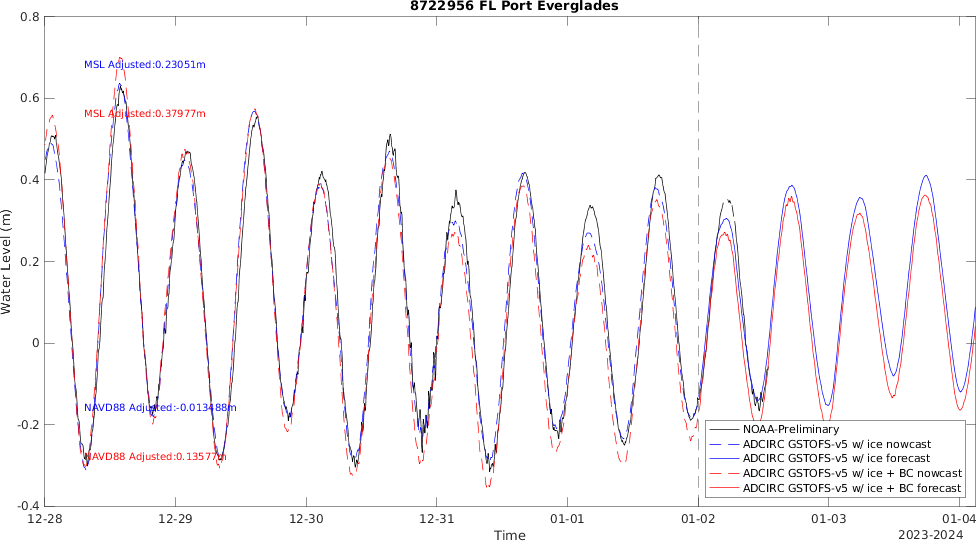 8722956 FL Port Everglades
0.8
MSL Adjusted:0.23051m
0.6
MSL Adjusted:0.37977m
0.4
Water Level (m)
0.2
0
NAVD88 Adjusted:-0.013488m
-0.2
NAVD88 Adjusted:0.13577m
NOAA-Preliminary
ADCIRC GSTOFS-v5 w/ ice nowcast
ADCIRC GSTOFS-v5 w/ ice forecast
ADCIRC GSTOFS-v5 w/ ice + BC nowcast
ADCIRC GSTOFS-v5 w/ ice + BC forecast
-0.4
12-28 12-29 12-30 12-31 01-01 01-02 01-03 01-04
Time
2023-2024